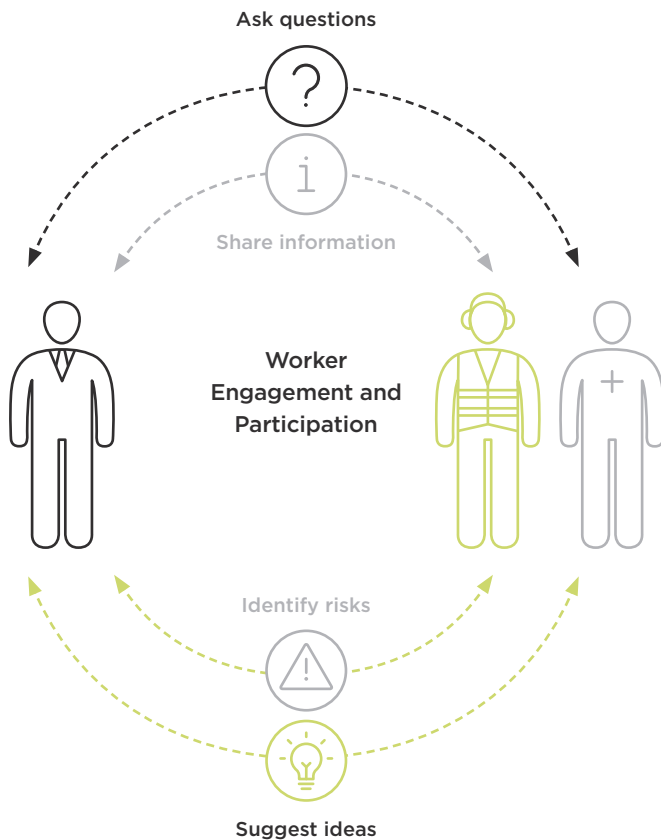 Ask questions
?
i
Share information
Worker
Engagement and
Participation
Identify risks
!
Suggest ideas